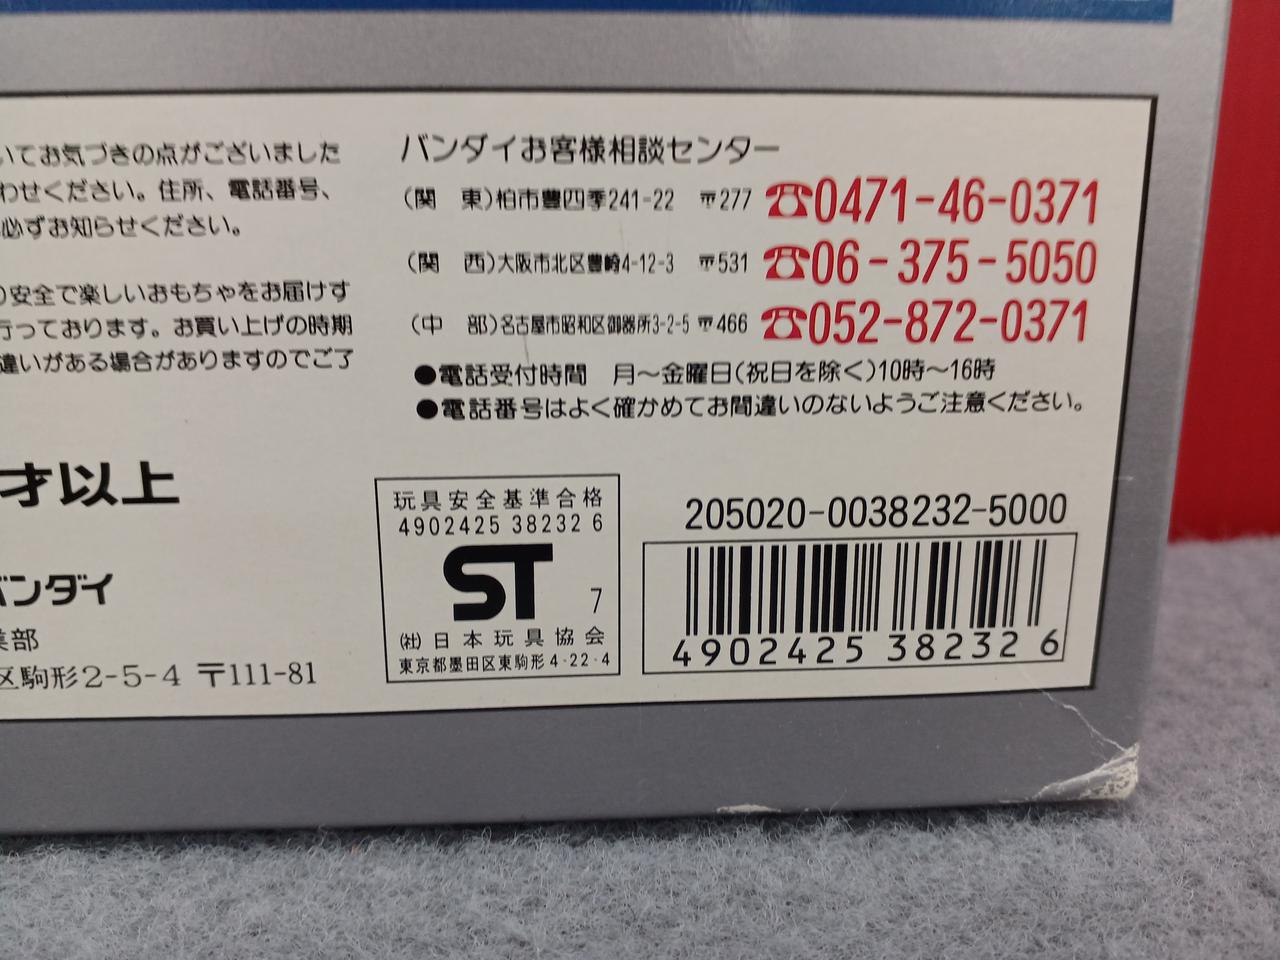 いてお気づきの点がございました
わせください。住所、電話番号、
必ずお知らせください。
り安全で楽しいおもちゃをお届けす
行っております。お買い上げの時期
違いがある場合がありますのでご了
才以上
バンダイ
業部
区駒形2-5-4 〒111-81
バンダイお客様相談センター
(関 東)柏市豊四季241-22 〒277 ☎0471-46-0371
(関 西)大阪市北区豊崎4-12-3 〒531 ☎06-375-5050
(中 部)名古屋市昭和区御器所3-2-5 〒466 ☎052-872-0371
●電話受付時間 月〜金曜日(祝日を除く)10時〜16時
●電話番号はよく確かめてお間違いのないようご注意ください。
玩具安全基準合格
4902425 38232 6
ST 7
(社)日本玩具協会
東京都墨田区東駒形4-22-4
205020-0038232-5000
4902425 38232 6